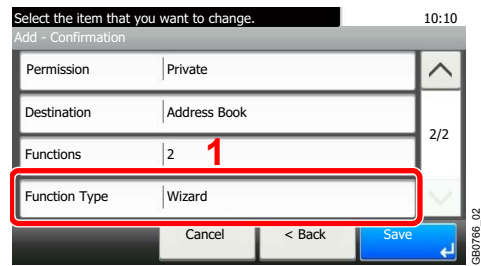 Select the item that you want to change. 10:10
Add - Confirmation
Permission Private
Destination Address Book
2/2
Functions 2 1
Function Type Wizard
Cancel < Back Save
GB0766_02